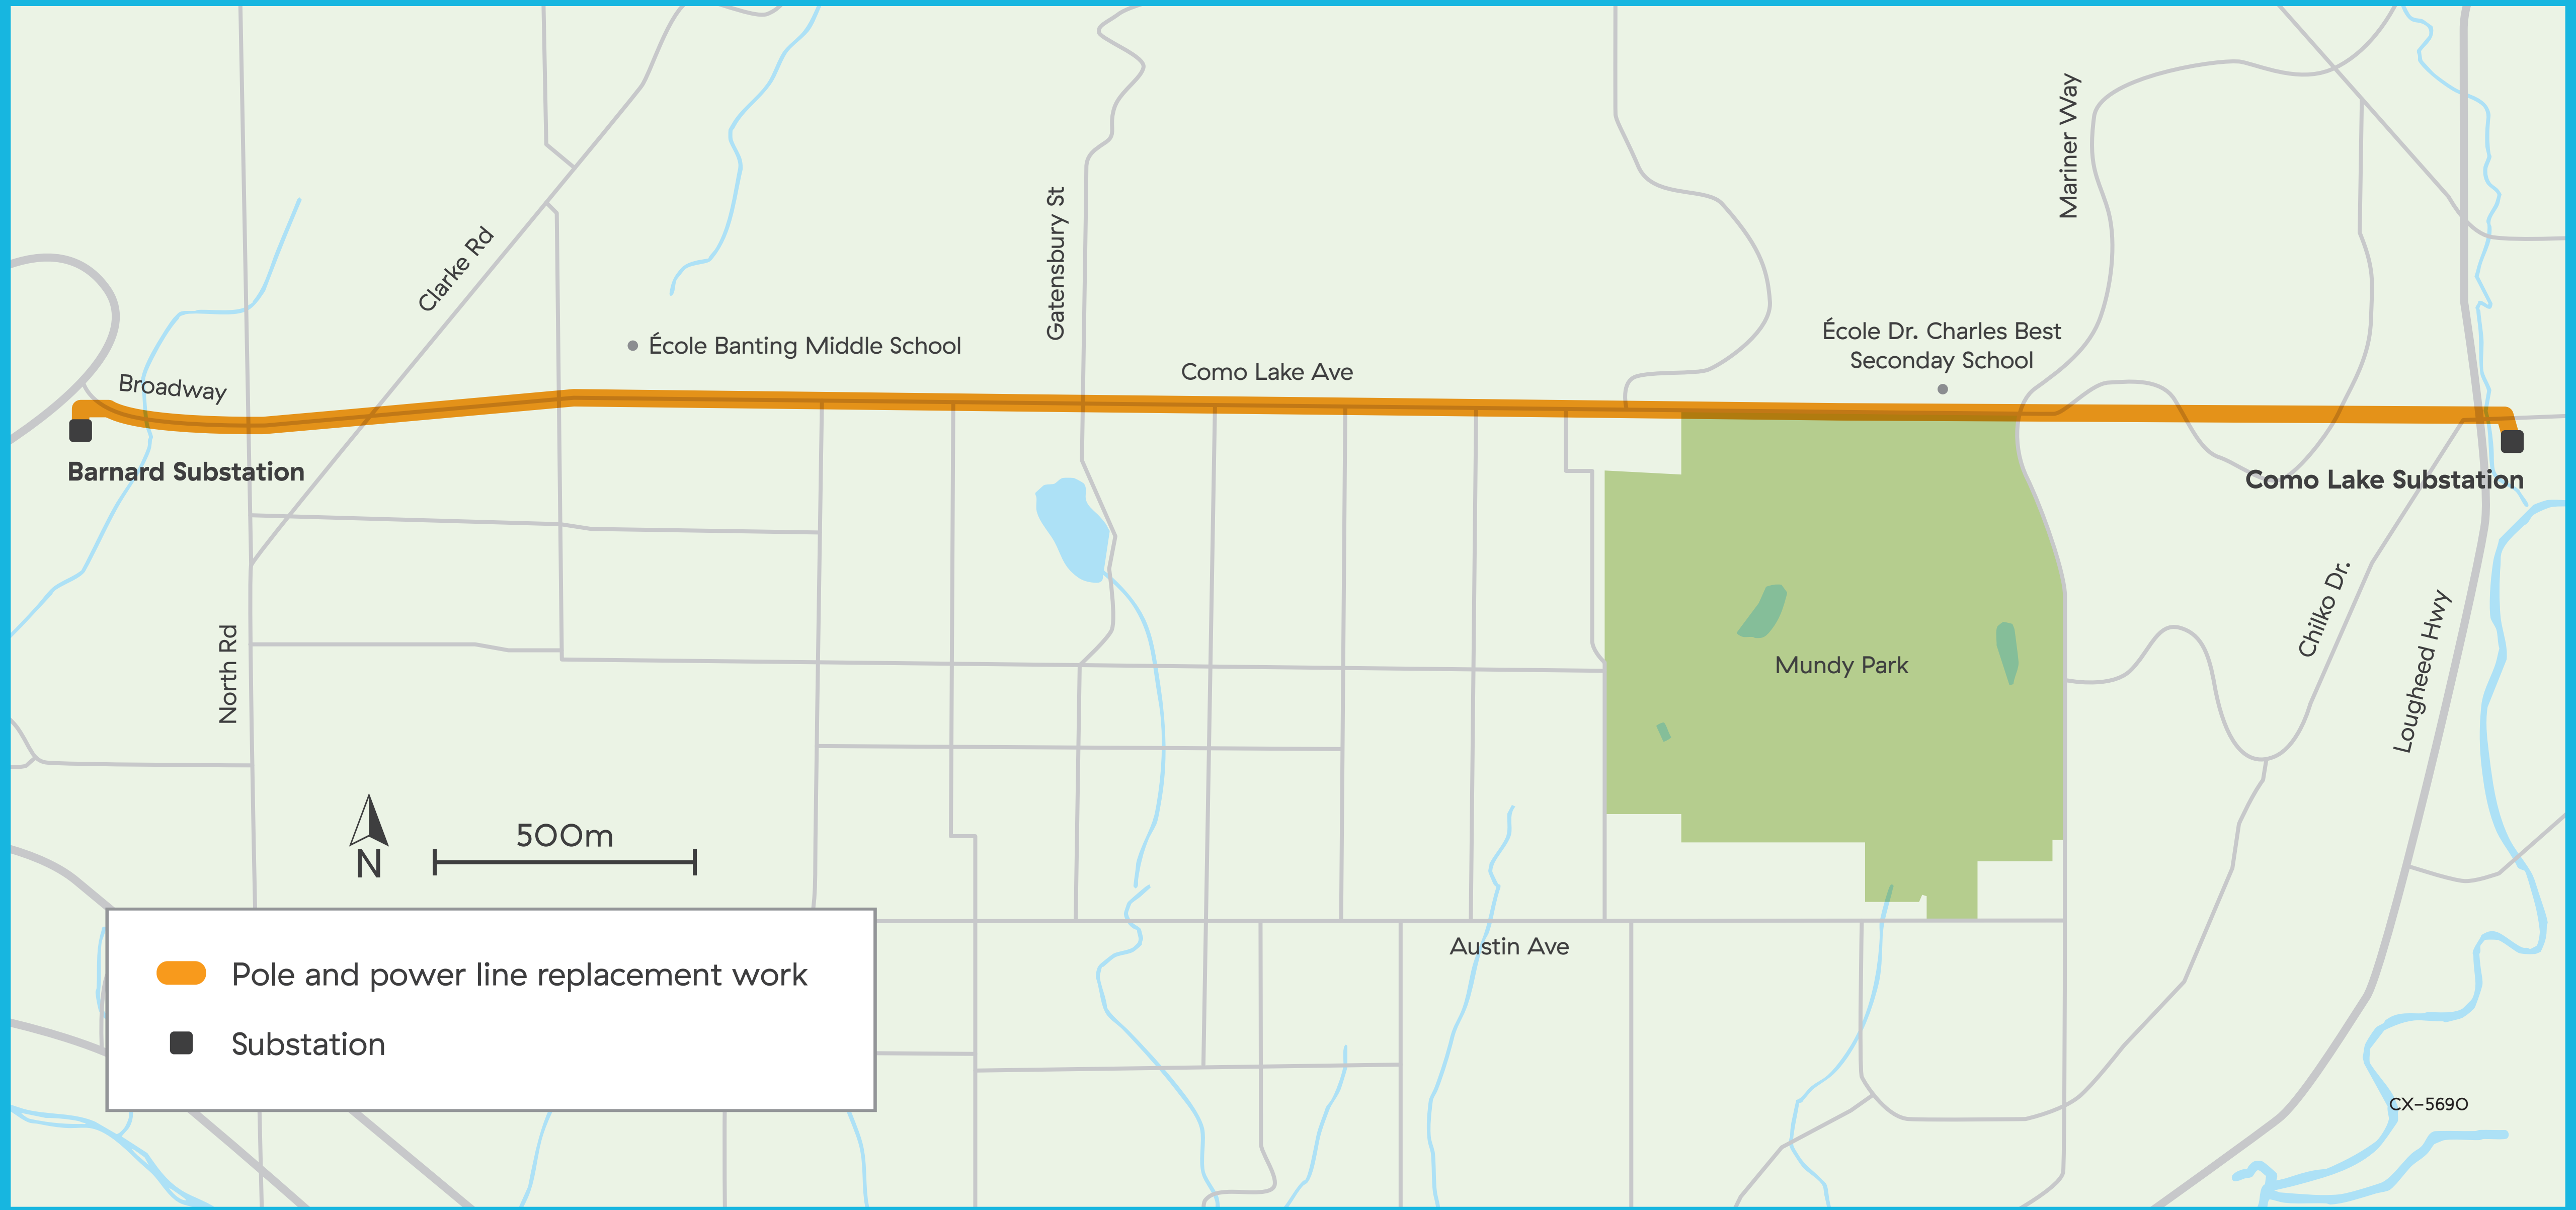 Mariner Way
Gatensbury St
Clarke Rd
École Dr. Charles Best
Seconday School
École Banting Middle School
Como Lake Ave
Broadway
Barnard Substation
Como Lake Substation
Chilko Dr.
Lougheed Hwy
North Rd
Mundy Park
500m
N
Austin Ave
Pole and power line replacement work
Substation
CX-5690